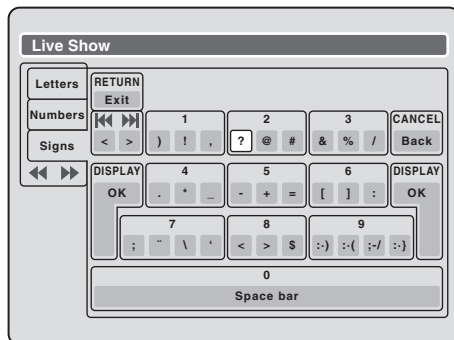 Live Show
Letters
Numbers
Signs
RETURN
Exit
< >
1
) ! ,
2
? @ #
3
& % /
CANCEL
Back
DISPLAY
OK
4
. * _
5
- + =
6
[ ] :
DISPLAY
OK
7
; ¨ \ ‘
8
< > $
9
:·) :·( ;-/ :·}
0
Space bar